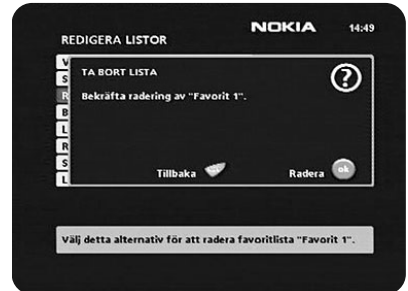 NOKIA 14:49
REDIGERA LISTOR
V
S
R
B
L
R
S
L
TA BORT LISTA
Bekräfta radering av "Favorit 1".
Tillbaka
Radera ok
Välj detta alternativ för att radera favoritlista "Favorit 1".